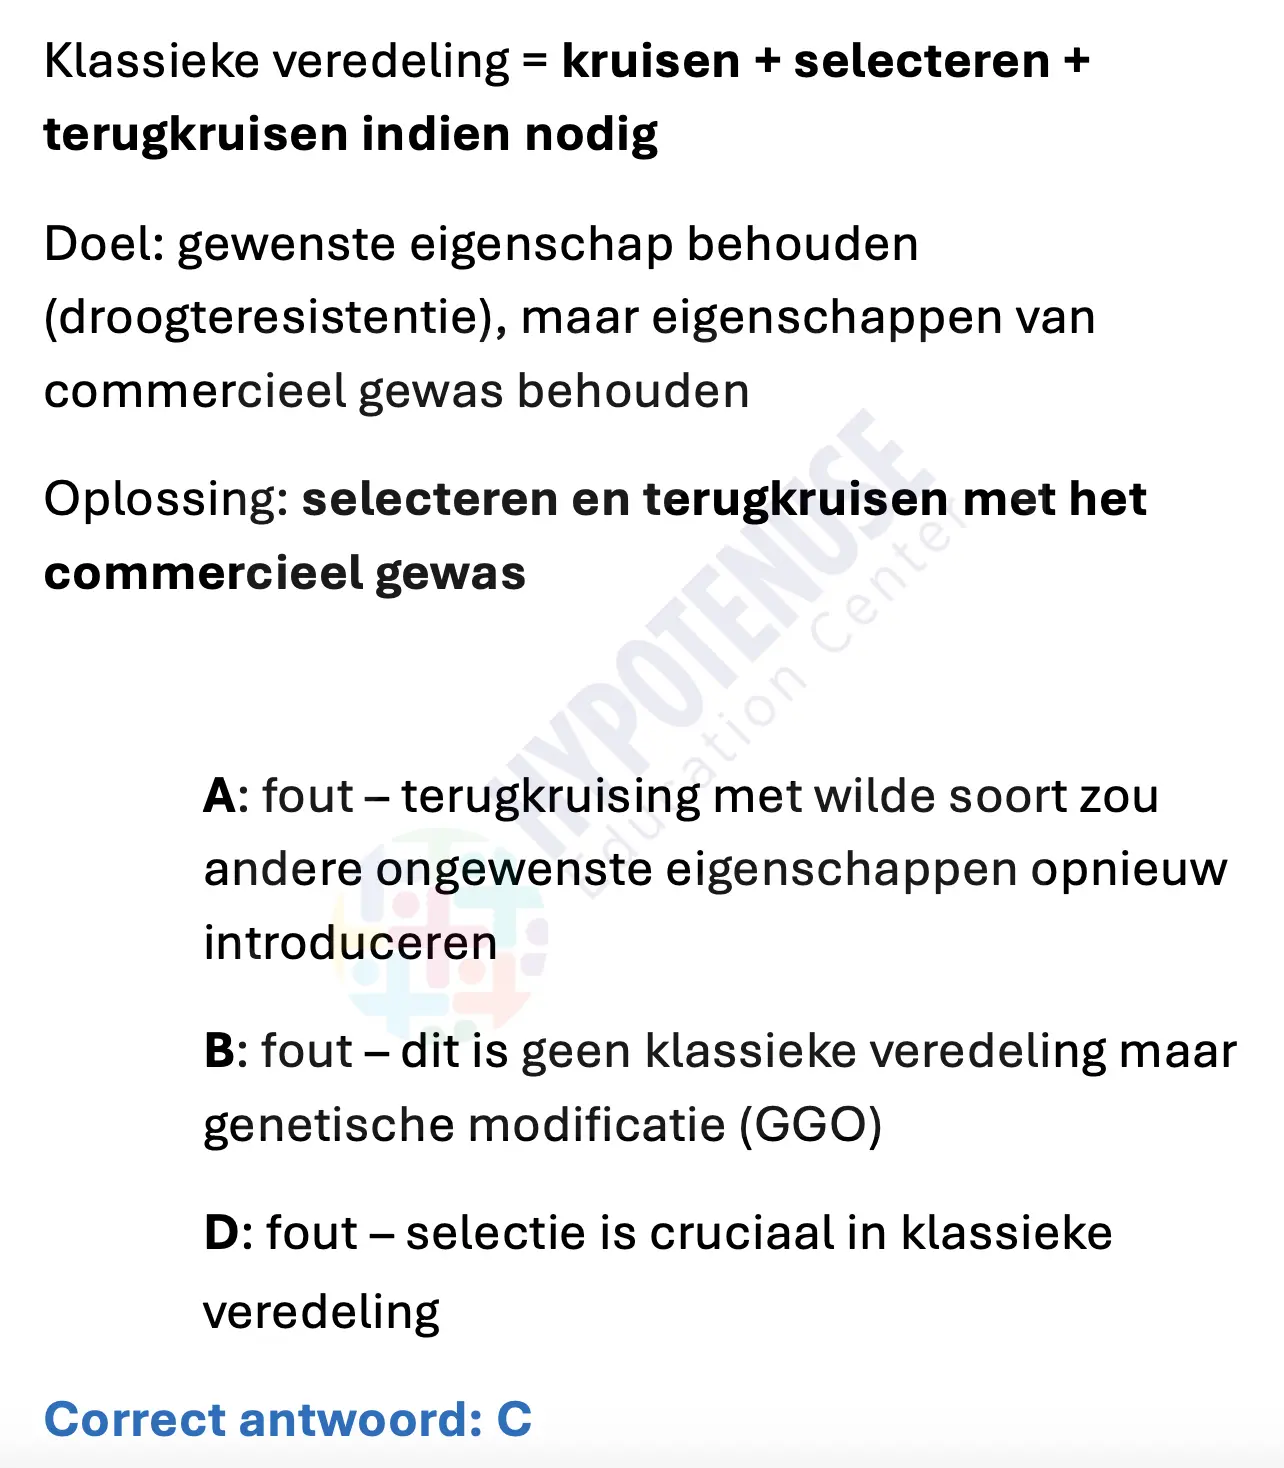 Klassieke veredeling = kruisen + selecteren +
terugkruisen indien nodig
Doel: gewenste eigenschap behouden
(droogteresistentie), maar eigenschappen van
commercieel gewas behouden
Oplossing: selecteren en terugkruisen met het
commercieel gewas
HYPOTENUSE
Education Center
A: fout – terugkruising met wilde soort zou
andere ongewenste eigenschappen opnieuw
introduceren
B: fout – dit is geen klassieke veredeling maar
genetische modificatie (GGO)
D: fout – selectie is cruciaal in klassieke
veredeling
Correct antwoord: C